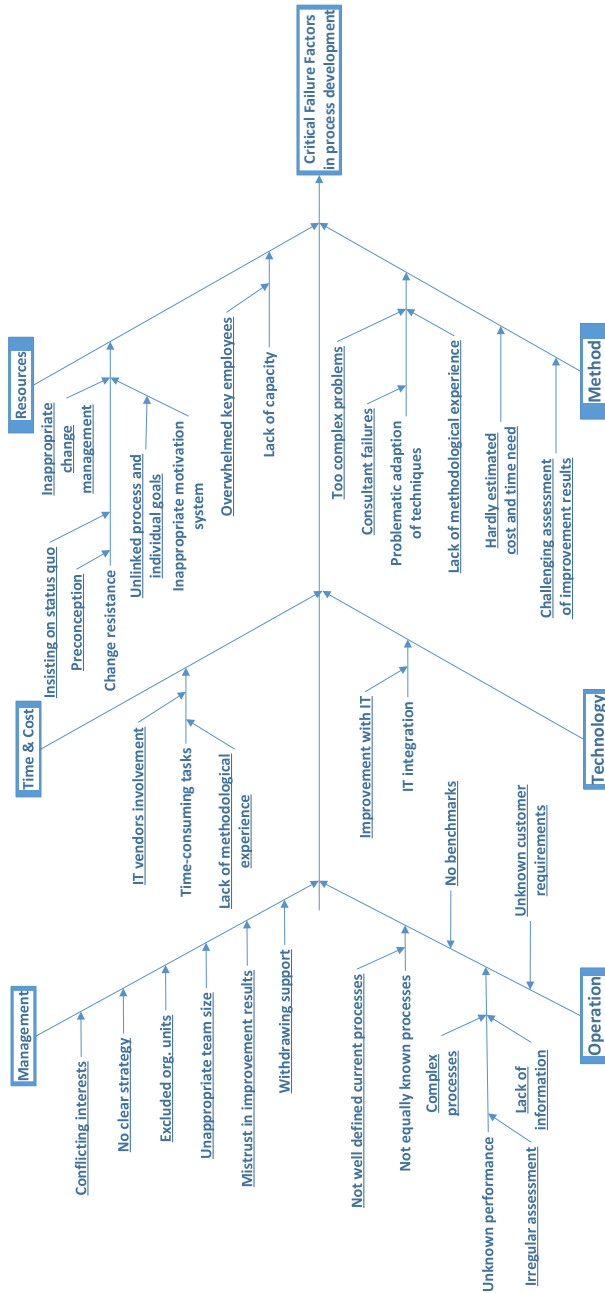 Management
Conflicting interests
No clear strategy
Excluded org. units
Unappropriate team size
Mistrust in improvement results
Withdrawing support
Time & Cost
IT vendors involvement
Time-consuming tasks
Lack of methodological
experience
Resources
Insisting on status quo
Preconception
Change resistance
Inappropriate
change
management
Unlinked process and
individual goals
Inappropriate motivation
system
Overwhelmed key employees
Lack of capacity
Critical Failure Factors
in process development
Not well defined current processes
Not equally known processes
No benchmarks
Complex
processes
Unknown performance
Lack of
information
Irregular assessment
Unknown customer
requirements
Operation
Improvement with IT
IT integration
Technology
Too complex problems
Consultant failures
Problematic adaption
of techniques
Lack of methodological experience
Hardly estimated
cost and time need
Challenging assessment
of improvement results
Method